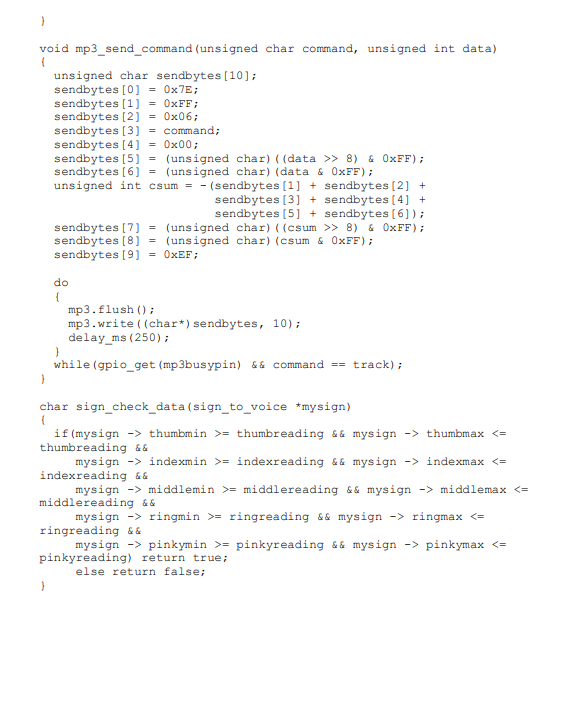 }
void mp3_send_command(unsigned char command, unsigned int data)
{
unsigned char sendbytes[10];
sendbytes[0] = 0x7E;
sendbytes[1] = 0xFF;
sendbytes[2] = 0x06;
sendbytes[3] = command;
sendbytes[4] = 0x00;
sendbytes[5] = (unsigned char)((data >> 8) & 0xFF);
sendbytes[6] = (unsigned char)(data & 0xFF);
unsigned int csum = -(sendbytes[1] + sendbytes[2] +
sendbytes[3] + sendbytes[4] +
sendbytes[5] + sendbytes[6]);
sendbytes[7] = (unsigned char)((csum >> 8) & 0xFF);
sendbytes[8] = (unsigned char)(csum & 0xFF);
sendbytes[9] = 0xEF;
do
{
mp3.flush();
mp3.write((char*)sendbytes, 10);
delay_ms(250);
}
while(gpio_get(mp3busypin) && command == track);
}
char sign_check_data(sign_to_voice *mysign)
{
if(mysign -> thumbmin >= thumbreading && mysign -> thumbmax <=
thumbreading &&
mysign -> indexmin >= indexreading && mysign -> indexmax <=
indexreading &&
mysign -> middlemin >= middlereading && mysign -> middlemax <=
middlereading &&
mysign -> ringmin >= ringreading && mysign -> ringmax <=
ringreading &&
mysign -> pinkymin >= pinkyreading && mysign -> pinkymax <=
pinkyreading) return true;
else return false;
}